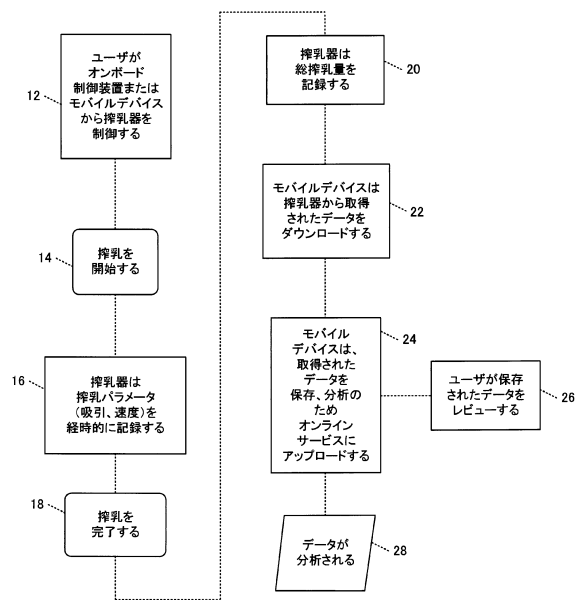 12
ユーザが
オンボード
制御装置または
モバイルデバイス
から搾乳器を
制御する
14
搾乳を
開始する
16
搾乳器は
搾乳パラメータ
(吸引、速度)を
経時的に記録する
18
搾乳を
完了する
搾乳器は
総搾乳量を
記録する
20
モバイルデバイスは
搾乳器から取得
されたデータを
ダウンロードする
22
モバイル
デバイスは、
取得された
データを
保存、分析の
ため
オンライン
サービスに
アップロードする
24
ユーザが保存
されたデータを
レビューする
26
データが
分析される
28